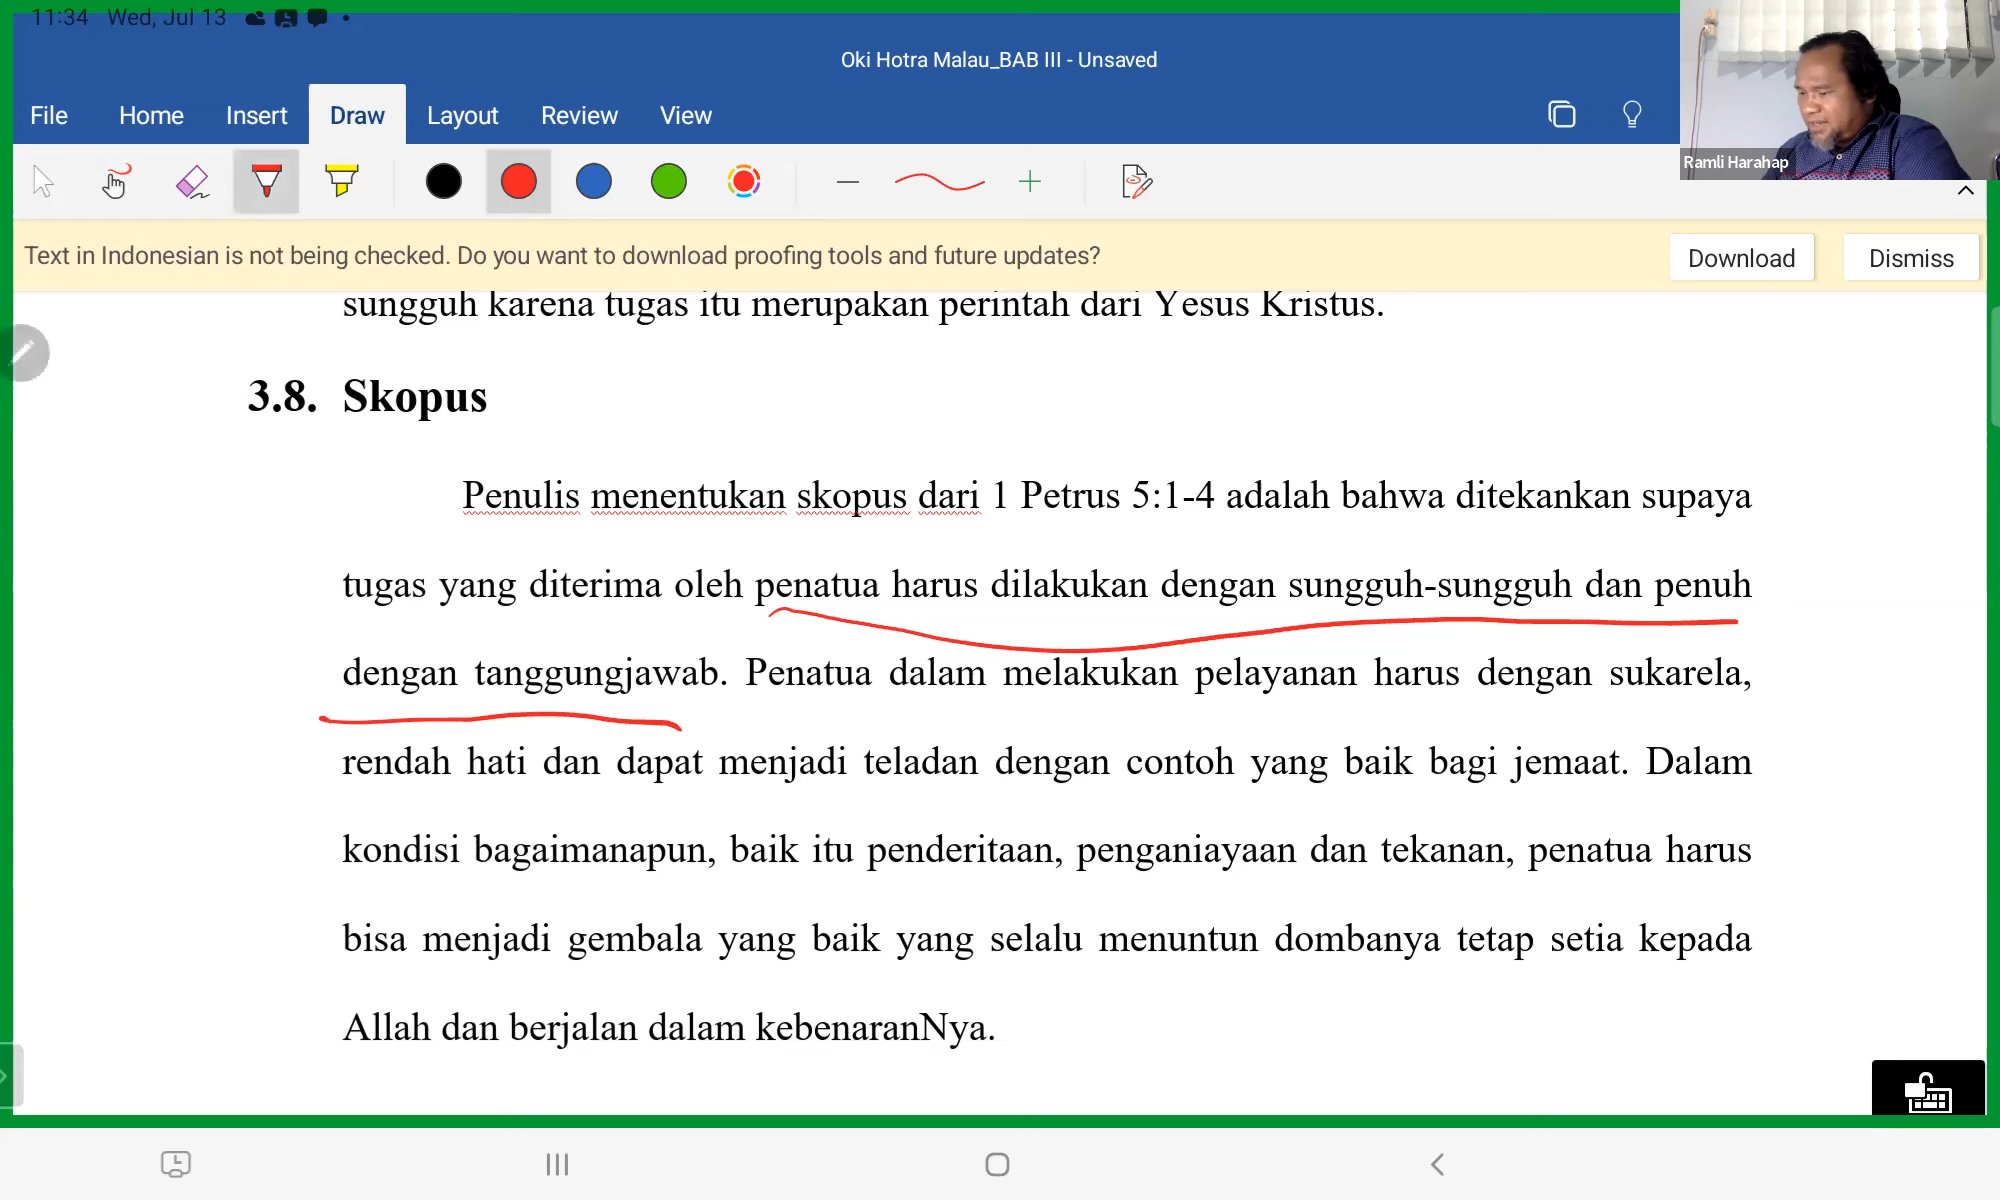 11:34 Wed, Jul 13
Oki Hotra Malau_BAB III - Unsaved
File Home Insert Draw Layout Review View
Ramli Harahap
Text in Indonesian is not being checked. Do you want to download proofing tools and future updates? Download Dismiss
sungguh karena tugas itu merupakan perintah dari Yesus Kristus.
3.8. Skopus
Penulis menentukan skopus dari 1 Petrus 5:1-4 adalah bahwa ditekankan supaya
tugas yang diterima oleh penatua harus dilakukan dengan sungguh-sungguh dan penuh
dengan tanggungjawab. Penatua dalam melakukan pelayanan harus dengan sukarela,
rendah hati dan dapat menjadi teladan dengan contoh yang baik bagi jemaat. Dalam
kondisi bagaimanapun, baik itu penderitaan, penganiayaan dan tekanan, penatua harus
bisa menjadi gembala yang baik yang selalu menuntun dombanya tetap setia kepada
Allah dan berjalan dalam kebenaranNya.